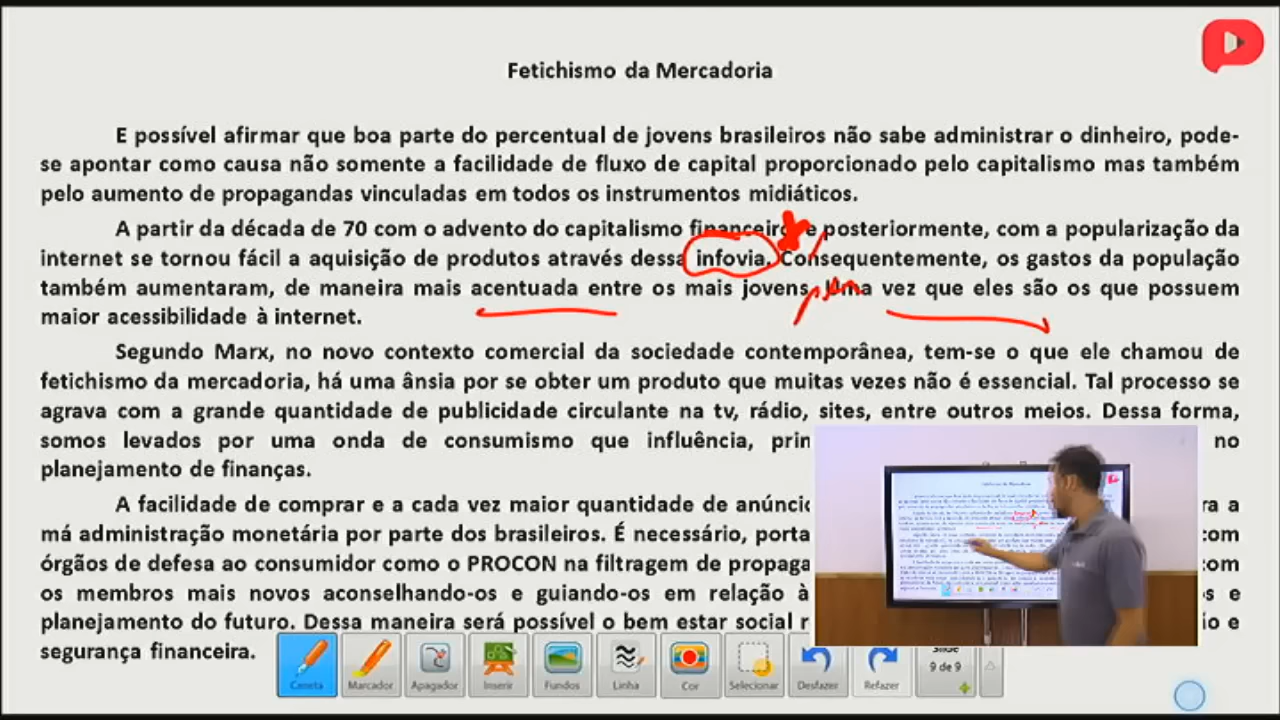 Fetichismo da Mercadoria
E possível afirmar que boa parte do percentual de jovens brasileiros não sabe administrar o dinheiro, pode-
se apontar como causa não somente a facilidade de fluxo de capital proporcionado pelo capitalismo mas também
pelo aumento de propagandas vinculadas em todos os instrumentos midiáticos.
A partir da década de 70 com o advento do capitalismo financeiro e posteriormente, com a popularização da
internet se tornou fácil a aquisição de produtos através dessa infovia. Consequentemente, os gastos da população
também aumentaram, de maneira mais acentuada entre os mais jovens. Uma vez que eles são os que possuem
maior acessibilidade à internet.
Segundo Marx, no novo contexto comercial da sociedade contemporânea, tem-se o que ele chamou de
fetichismo da mercadoria, há uma ânsia por se obter um produto que muitas vezes não é essencial. Tal processo se
agrava com a grande quantidade de publicidade circulante na tv, rádio, sites, entre outros meios. Dessa forma,
somos levados por uma onda de consumismo que influência, no
planejamento de finanças.
A facilidade de comprar e a cada vez maior quantidade de a
má administração monetária por parte dos brasileiros. É necessário, com
órgãos de defesa ao consumidor como o PROCON na filtragem de com
os membros mais novos aconselhando-os e guiando-os em relação e
planejamento do futuro. Dessa maneira será possível o bem estar social e
segurança financeira.
Caneta Marcador Apagador Inserir Fundos Linha Cor Selecionar Desfazer Refazer Slide
9 de 9